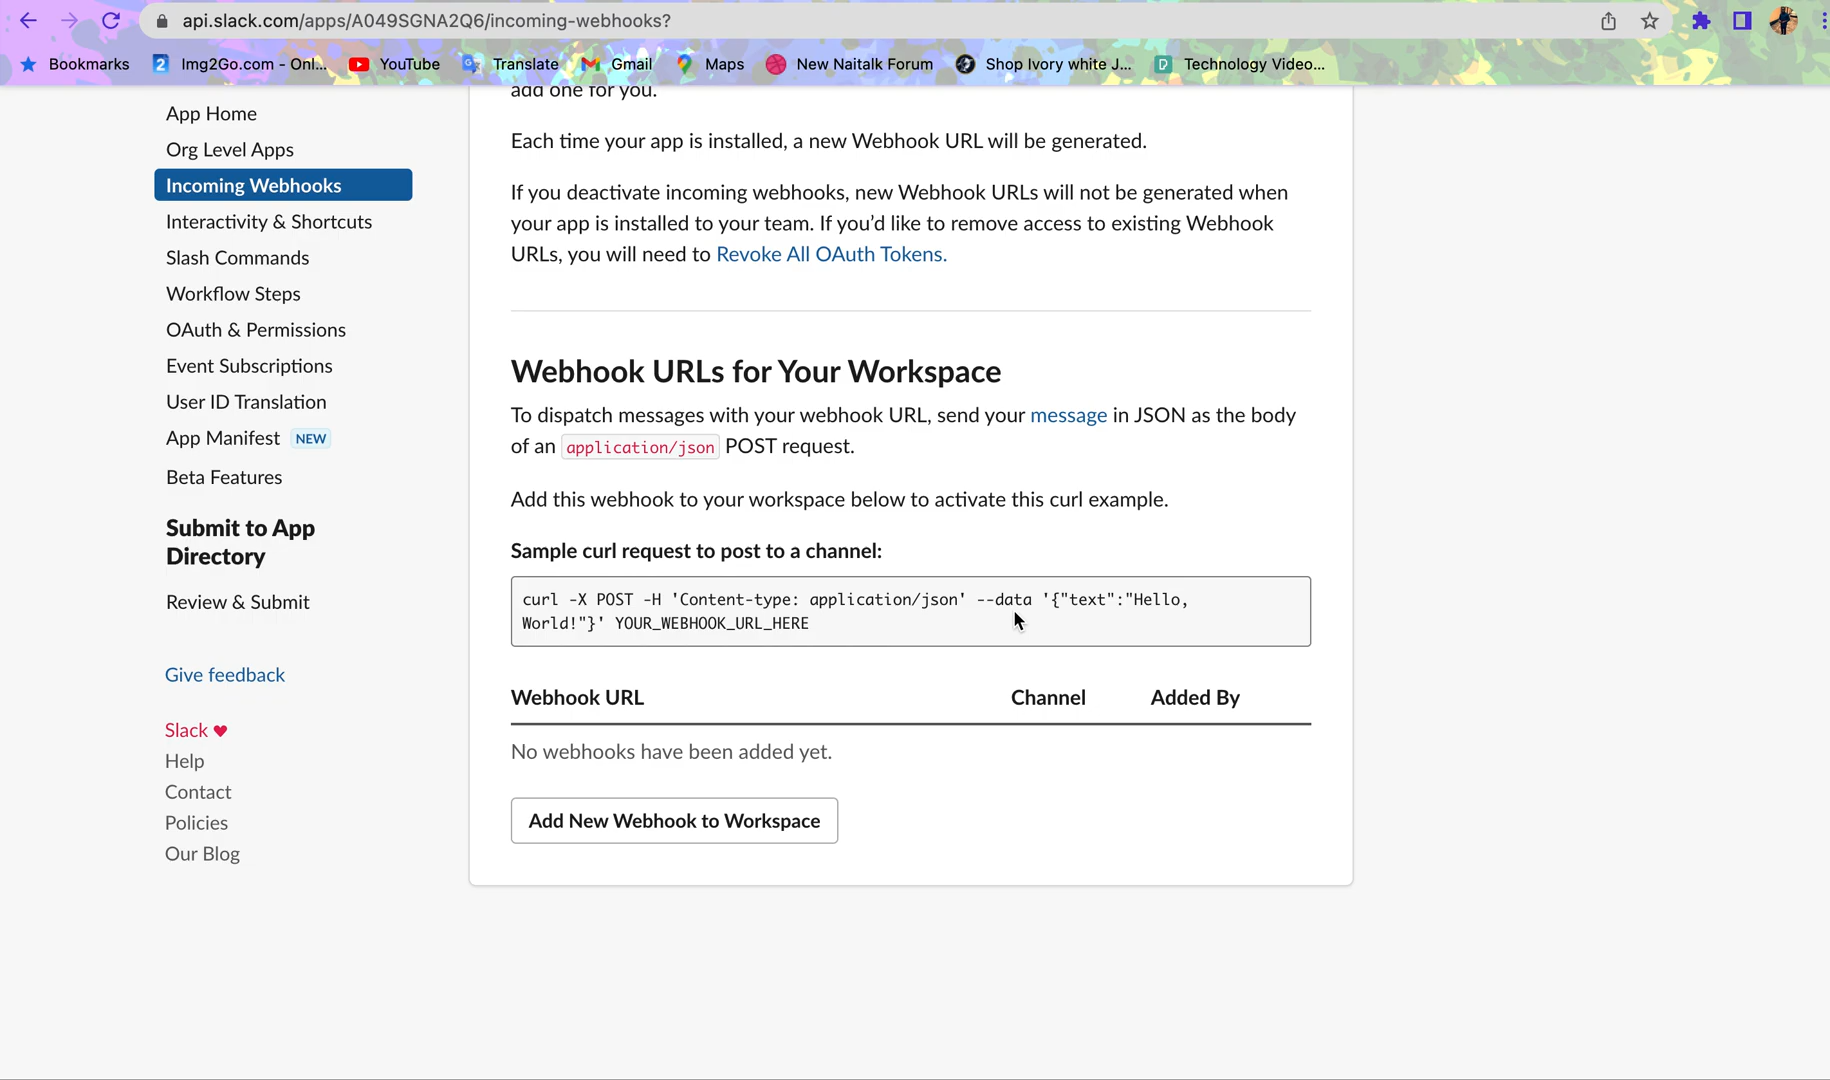 api.slack.com/apps/A049SGNA2Q6/incoming-webhooks?
Bookmarks
Img2Go.com - Onl...
YouTube
Translate
Gmail
Maps
New Naitalk Forum
Shop Ivory white J...
Technology Video...
App Home
Org Level Apps
Incoming Webhooks
Interactivity & Shortcuts
Slash Commands
Workflow Steps
OAuth & Permissions
Event Subscriptions
User ID Translation
App Manifest NEW
Beta Features
Submit to App
Directory
Review & Submit
Give feedback
Slack ♥
Help
Contact
Policies
Our Blog
add one for you.
Each time your app is installed, a new Webhook URL will be generated.
If you deactivate incoming webhooks, new Webhook URLs will not be generated when
your app is installed to your team. If you’d like to remove access to existing Webhook
URLs, you will need to Revoke All OAuth Tokens.
Webhook URLs for Your Workspace
To dispatch messages with your webhook URL, send your message in JSON as the body
of an application/json POST request.
Add this webhook to your workspace below to activate this curl example.
Sample curl request to post to a channel:
curl -X POST -H 'Content-type: application/json' --data '{"text":"Hello,
World!"}' YOUR_WEBHOOK_URL_HERE
Webhook URL Channel Added By
No webhooks have been added yet.
Add New Webhook to Workspace